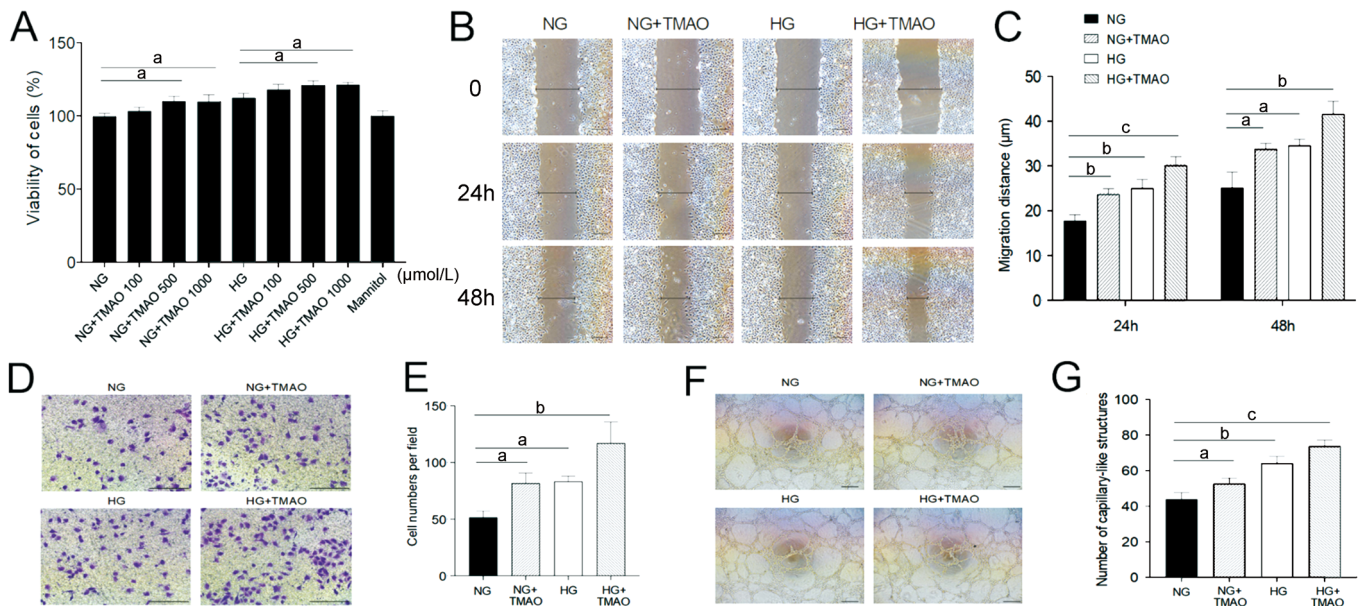 A
Viability of cells (%)
150
100
50
0
a
a
a
a
NG
NG+TMAO 100
NG+TMAO 500
NG+TMAO 1000
HG
HG+TMAO 100
HG+TMAO 500
HG+TMAO 1000
Mannitol
(μmol/L)
B
NG
NG+TMAO
HG
HG+TMAO
0
24h
48h
C
NG
NG+TMAO
HG
HG+TMAO
Migration distance (μm)
50
40
30
20
10
0
b
b
c
a
a
b
24h
48h
D
NG
NG+TMAO
HG
HG+TMAO
E
Cell numbers per field
150
100
50
0
a
a
b
NG
NG+
TMAO
HG
HG+
TMAO
F
NG
NG+TMAO
HG
HG+TMAO
G
Number of capillary-like structures
100
80
60
40
20
0
a
b
c
NG
NG+
TMAO
HG
HG+
TMAO